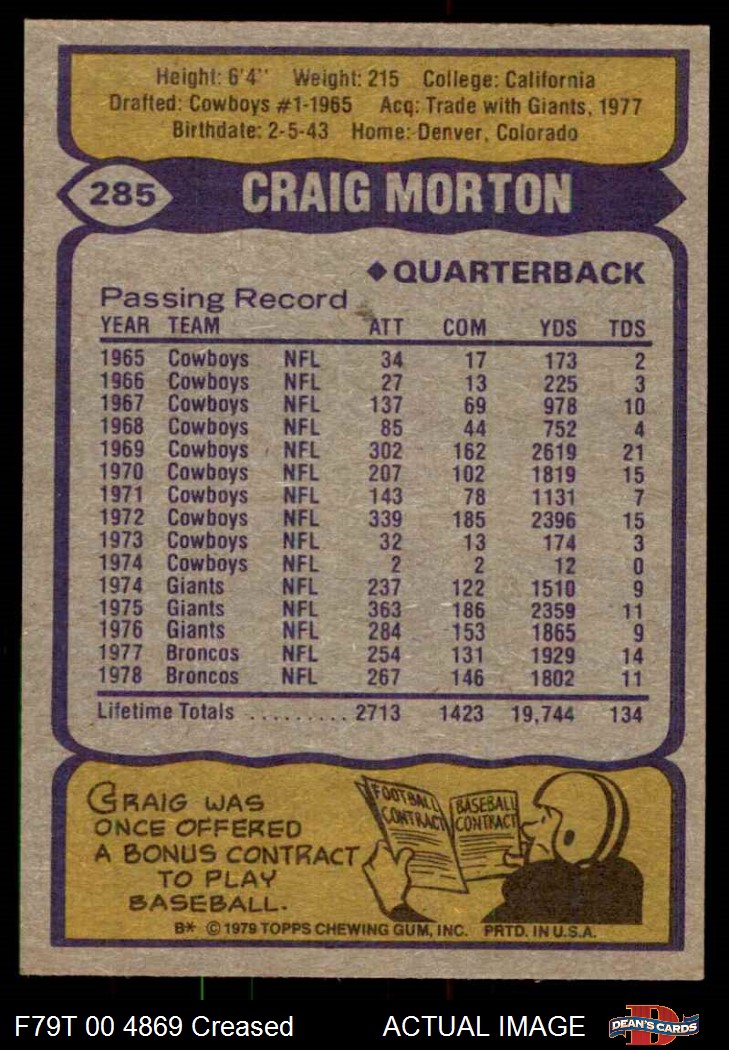 Height: 6'4" Weight: 215 College: California
Drafted: Cowboys #1-1965 Acq: Trade with Giants, 1977
Birthdate: 2-5-43 Home: Denver, Colorado
285 CRAIG MORTON
◆QUARTERBACK
Passing Record
YEAR TEAM ATT COM YDS TDS
1965 Cowboys NFL 34 17 173 2
1966 Cowboys NFL 27 13 225 3
1967 Cowboys NFL 137 69 978 10
1968 Cowboys NFL 85 44 752 4
1969 Cowboys NFL 302 162 2619 21
1970 Cowboys NFL 207 102 1819 15
1971 Cowboys NFL 143 78 1131 7
1972 Cowboys NFL 339 185 2396 15
1973 Cowboys NFL 32 13 174 3
1974 Cowboys NFL 2 2 12 0
1974 Giants NFL 237 122 1510 9
1975 Giants NFL 363 186 2359 11
1976 Giants NFL 284 153 1865 9
1977 Broncos NFL 254 131 1929 14
1978 Broncos NFL 267 146 1802 11
Lifetime Totals ......... 2713 1423 19,744 134
CRAIG WAS
ONCE OFFERED
A BONUS CONTRACT
TO PLAY
BASEBALL.
FOOTBALL
CONTRACT
BASEBALL
CONTRACT
B* © 1979 TOPPS CHEWING GUM, INC. PRTD. IN U.S.A.
F79T 00 4869 Creased ACTUAL IMAGE
D
DEAN'S CARDS